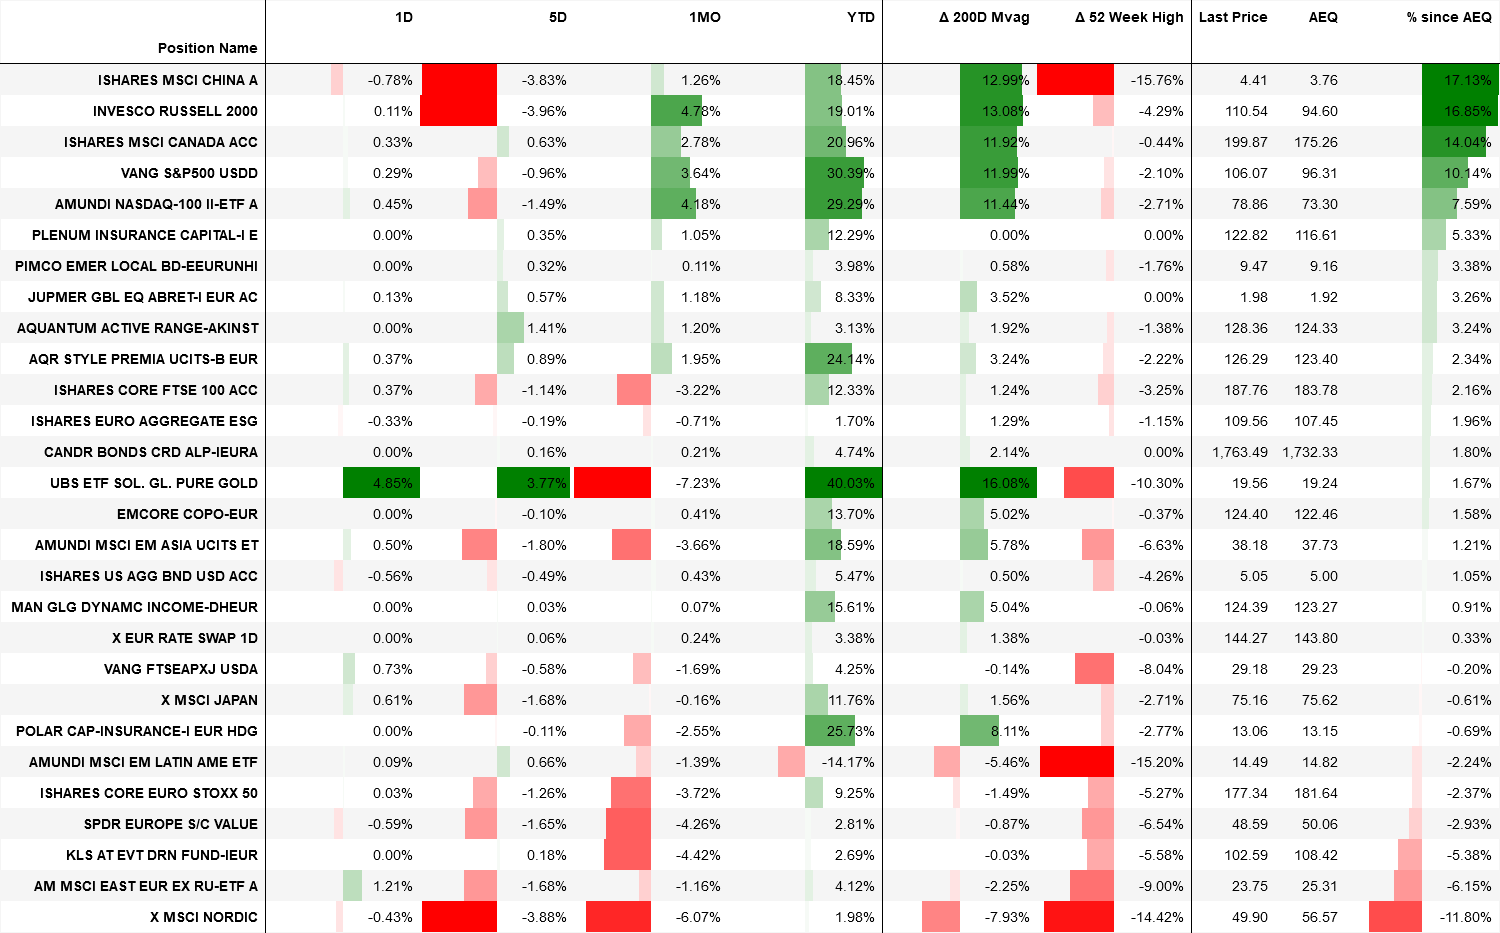 1D 5D 1MO YTD Δ 200D Mvag Δ 52 Week High Last Price AEQ % since AEQ
Position Name
ISHARES MSCI CHINA A -0.78% -3.83% 1.26% 18.45% 12.99% -15.76% 4.41 3.76 17.13%
INVESCO RUSSELL 2000 0.11% -3.96% 4.78% 19.01% 13.08% -4.29% 110.54 94.60 16.85%
ISHARES MSCI CANADA ACC 0.33% 0.63% 2.78% 20.96% 11.92% -0.44% 199.87 175.26 14.04%
VANG S&P500 USDD 0.29% -0.96% 3.64% 30.39% 11.99% -2.10% 106.07 96.31 10.14%
AMUNDI NASDAQ-100 II-ETF A 0.45% -1.49% 4.18% 29.29% 11.44% -2.71% 78.86 73.30 7.59%
PLENUM INSURANCE CAPITAL-I E 0.00% 0.35% 1.05% 12.29% 0.00% 0.00% 122.82 116.61 5.33%
PIMCO EMER LOCAL BD-EEURUNHI 0.00% 0.32% 0.11% 3.98% 0.58% -1.76% 9.47 9.16 3.38%
JUPMER GBL EQ ABRET-I EUR AC 0.13% 0.57% 1.18% 8.33% 3.52% 0.00% 1.98 1.92 3.26%
AQUANTUM ACTIVE RANGE-AKINST 0.00% 1.41% 1.20% 3.13% 1.92% -1.38% 128.36 124.33 3.24%
AQR STYLE PREMIA UCITS-B EUR 0.37% 0.89% 1.95% 24.14% 3.24% -2.22% 126.29 123.40 2.34%
ISHARES CORE FTSE 100 ACC 0.37% -1.14% -3.22% 12.33% 1.24% -3.25% 187.76 183.78 2.16%
ISHARES EURO AGGREGATE ESG -0.33% -0.19% -0.71% 1.70% 1.29% -1.15% 109.56 107.45 1.96%
CANDR BONDS CRD ALP-IEURA 0.00% 0.16% 0.21% 4.74% 2.14% 0.00% 1,763.49 1,732.33 1.80%
UBS ETF SOL. GL. PURE GOLD 4.85% 3.77% -7.23% 40.03% 16.08% -10.30% 19.56 19.24 1.67%
EMCORE COPO-EUR 0.00% -0.10% 0.41% 13.70% 5.02% -0.37% 124.40 122.46 1.58%
AMUNDI MSCI EM ASIA UCITS ET 0.50% -1.80% -3.66% 18.59% 5.78% -6.63% 38.18 37.73 1.21%
ISHARES US AGG BND USD ACC -0.56% -0.49% 0.43% 5.47% 0.50% -4.26% 5.05 5.00 1.05%
MAN GLG DYNAMC INCOME-DHEUR 0.00% 0.03% 0.07% 15.61% 5.04% -0.06% 124.39 123.27 0.91%
X EUR RATE SWAP 1D 0.00% 0.06% 0.24% 3.38% 1.38% -0.03% 144.27 143.80 0.33%
VANG FTSEAPXJ USDA 0.73% -0.58% -1.69% 4.25% -0.14% -8.04% 29.18 29.23 -0.20%
X MSCI JAPAN 0.61% -1.68% -0.16% 11.76% 1.56% -2.71% 75.16 75.62 -0.61%
POLAR CAP-INSURANCE-I EUR HDG 0.00% -0.11% -2.55% 25.73% 8.11% -2.77% 13.06 13.15 -0.69%
AMUNDI MSCI EM LATIN AME ETF 0.09% 0.66% -1.39% -14.17% -5.46% -15.20% 14.49 14.82 -2.24%
ISHARES CORE EURO STOXX 50 0.03% -1.26% -3.72% 9.25% -1.49% -5.27% 177.34 181.64 -2.37%
SPDR EUROPE S/C VALUE -0.59% -1.65% -4.26% 2.81% -0.87% -6.54% 48.59 50.06 -2.93%
KLS AT EVT DRN FUND-IEUR 0.00% 0.18% -4.42% 2.69% -0.03% -5.58% 102.59 108.42 -5.38%
AM MSCI EAST EUR EX RU-ETF A 1.21% -1.68% -1.16% 4.12% -2.25% -9.00% 23.75 25.31 -6.15%
X MSCI NORDIC -0.43% -3.88% -6.07% 1.98% -7.93% -14.42% 49.90 56.57 -11.80%